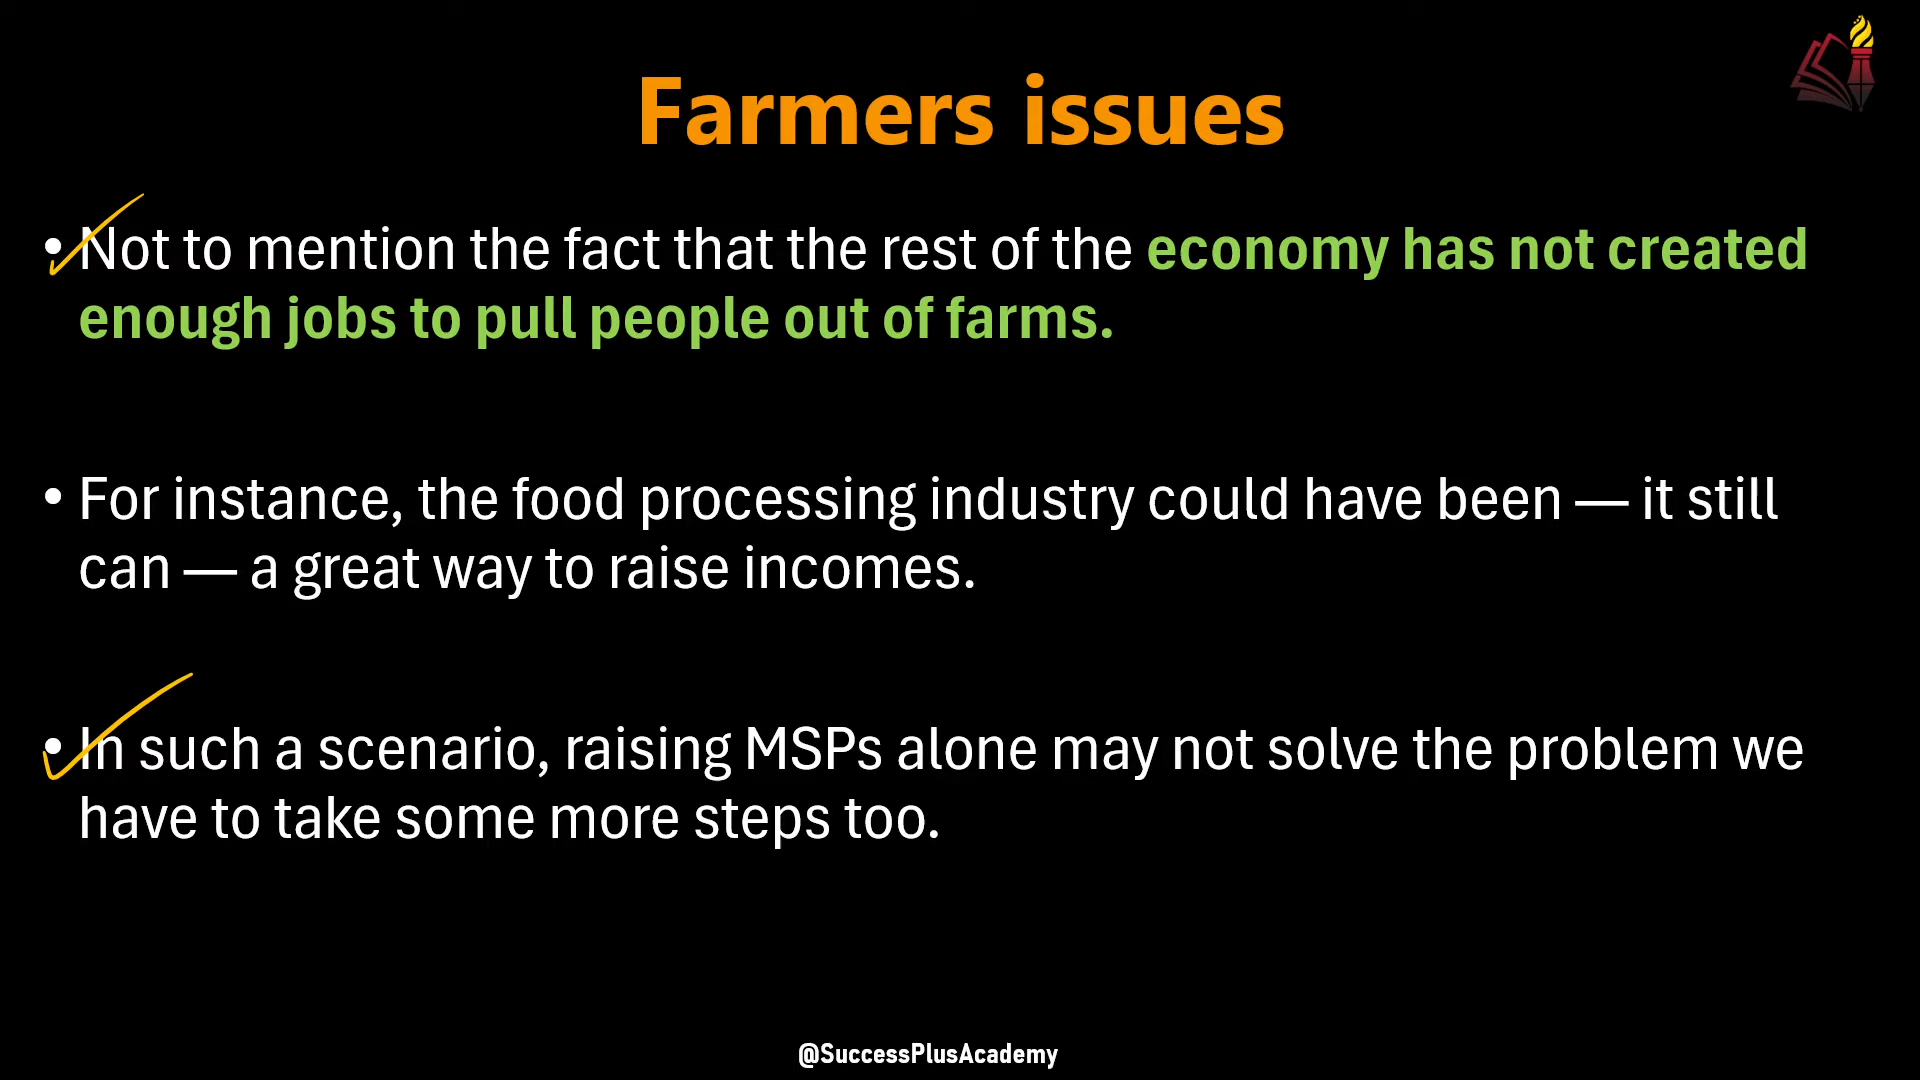 Farmers issues
• Not to mention the fact that the rest of the economy has not created
enough jobs to pull people out of farms.
• For instance, the food processing industry could have been — it still
can — a great way to raise incomes.
• In such a scenario, raising MSPs alone may not solve the problem we
have to take some more steps too.
@SuccessPlusAcademy